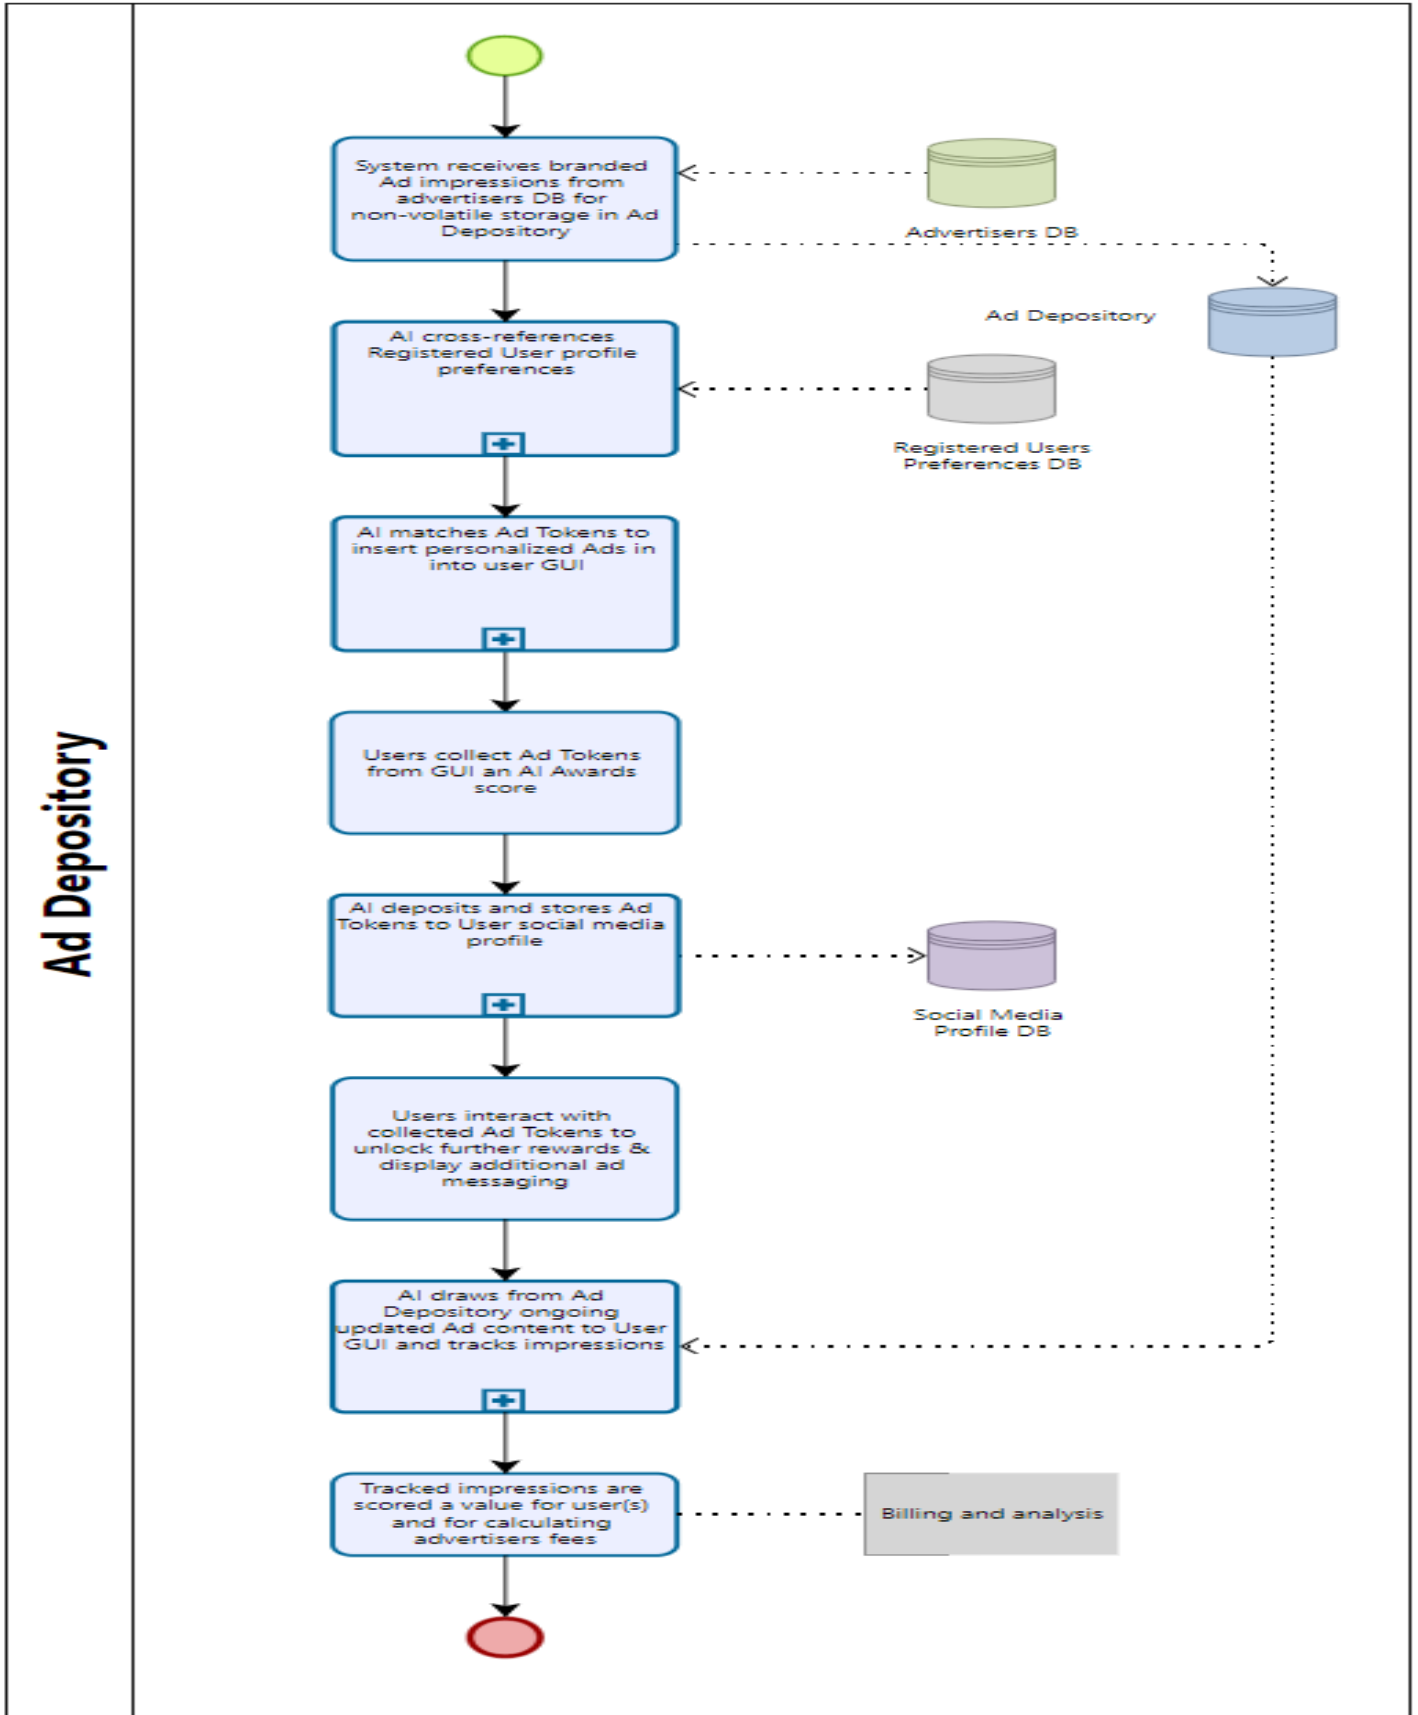 Ad Depository
System receives branded
Ad impressions from
advertisers DB for
non-volatile storage in Ad
Depository
Advertisers DB
Ad Depository
AI cross-references
Registered User profile
preferences
Registered Users
Preferences DB
AI matches Ad Tokens to
insert personalized Ads in
into user GUI
Users collect Ad Tokens
from GUI an AI Awards
score
AI deposits and stores Ad
Tokens to User social media
profile
Social Media
Profile DB
Users interact with
collected Ad Tokens to
unlock further rewards &
display additional ad
messaging
AI draws from Ad
Depository ongoing
updated Ad content to User
GUI and tracks impressions
Tracked impressions are
scored a value for user(s)
and for calculating
advertisers fees
Billing and analysis